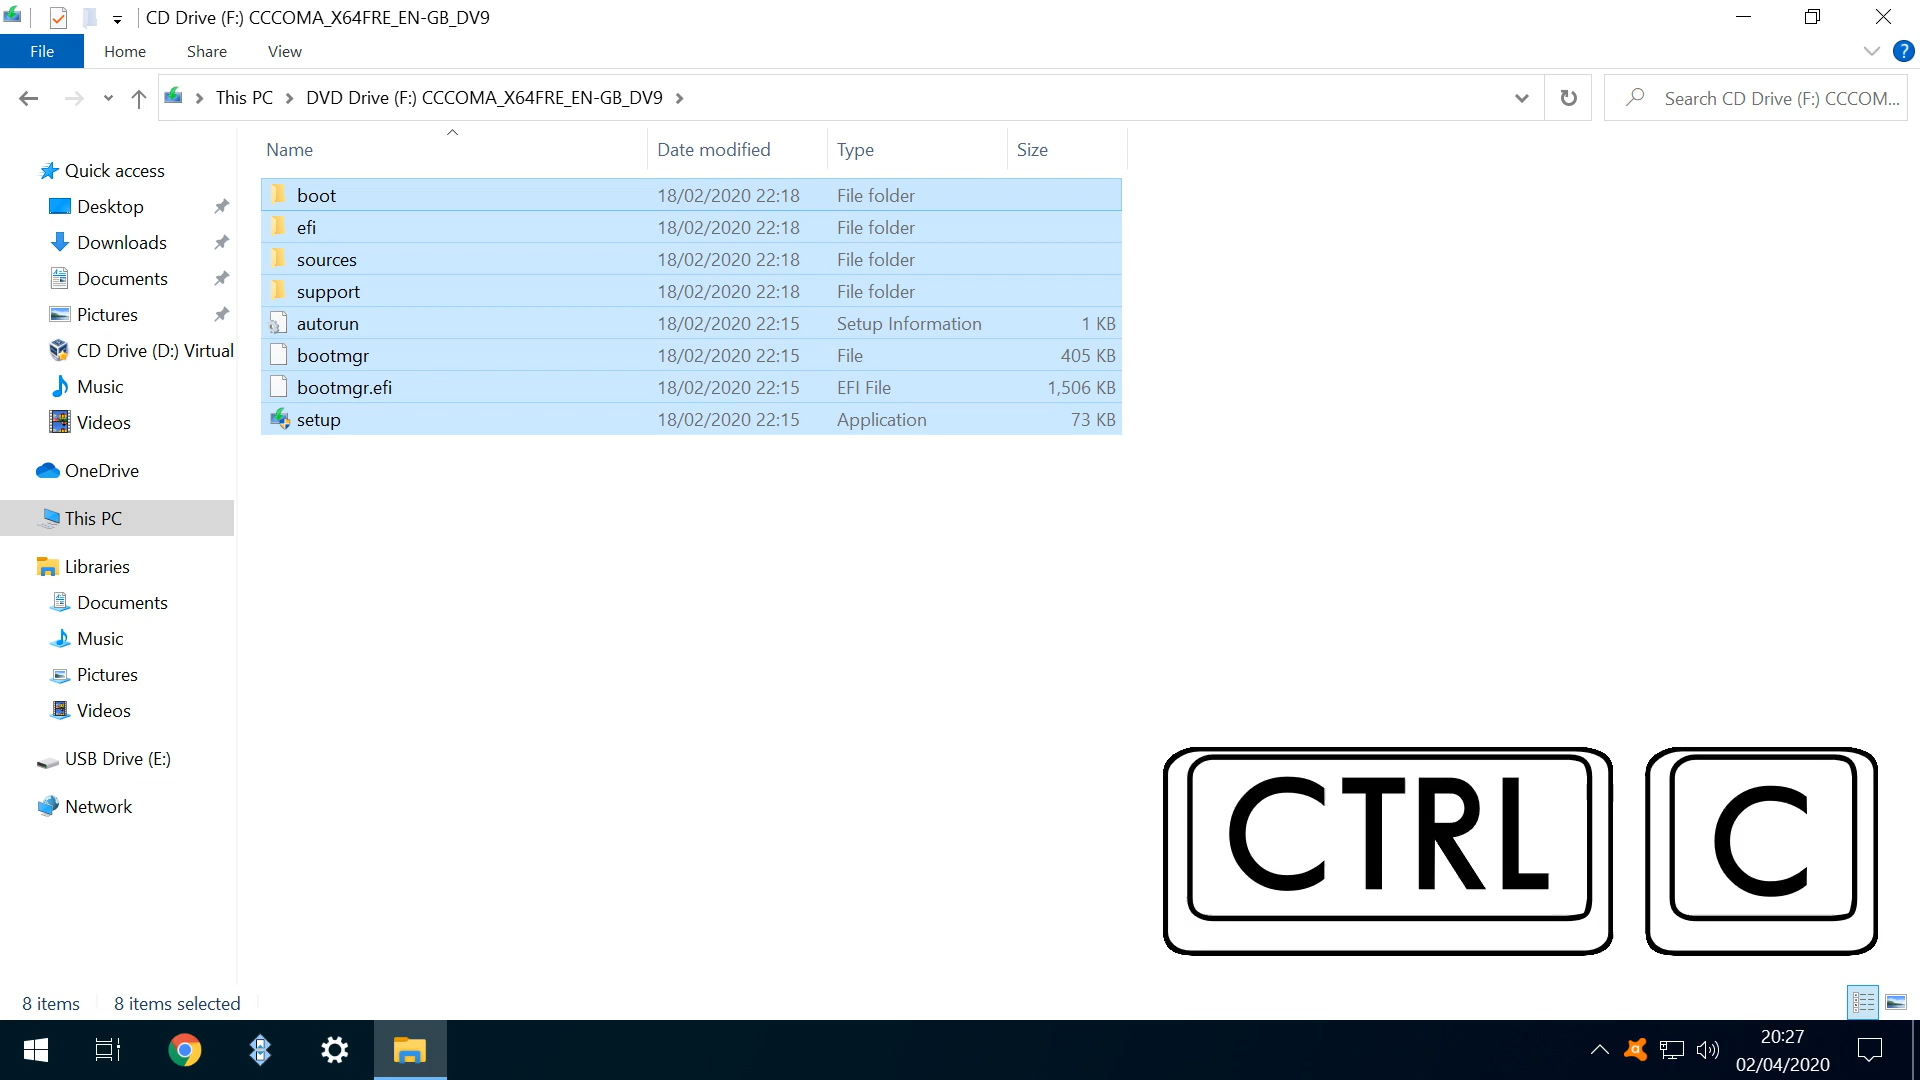 CD Drive (F:) CCCOMA_X64FRE_EN-GB_DV9
File Home Share View
?
This PC DVD Drive (F:) CCCOMA_X64FRE_EN-GB_DV9
Search CD Drive (F:) CCCOM...
Name Date modified Type Size
Quick access
Desktop
Downloads
Documents
Pictures
CD Drive (D:) Virtual
Music
Videos
OneDrive
This PC
Libraries
Documents
Music
Pictures
Videos
USB Drive (E:)
Network
boot 18/02/2020 22:18 File folder
efi 18/02/2020 22:18 File folder
sources 18/02/2020 22:18 File folder
support 18/02/2020 22:18 File folder
autorun 18/02/2020 22:15 Setup Information 1 KB
bootmgr 18/02/2020 22:15 File 405 KB
bootmgr.efi 18/02/2020 22:15 EFI File 1,506 KB
setup 18/02/2020 22:15 Application 73 KB
CTRL C
8 items 8 items selected
20:27
02/04/2020